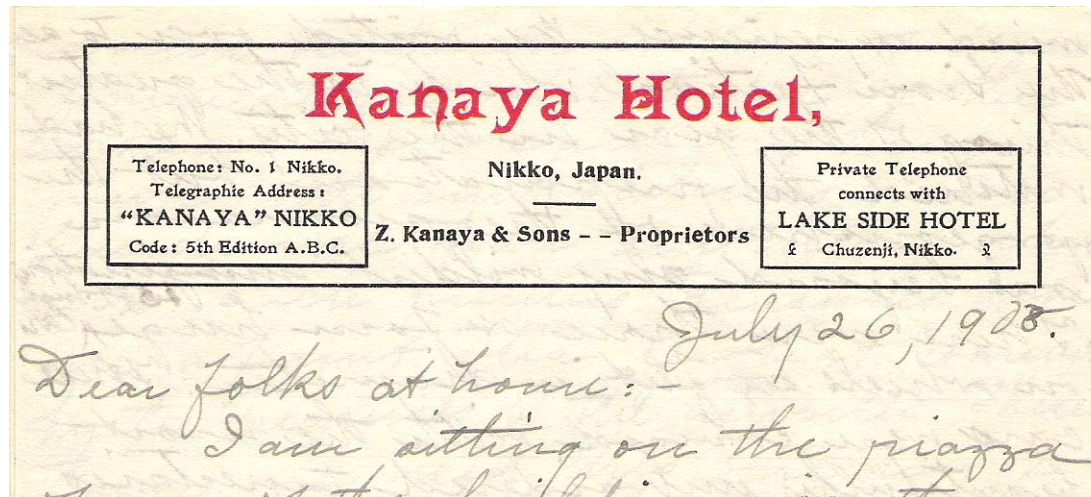 Kanaya Hotel,
Telephone: No. 1 Nikko.
Telegraphie Address:
"KANAYA" NIKKO
Code: 5th Edition A.B.C.
Nikko, Japan.
Z. Kanaya & Sons - - Proprietors
Private Telephone
connects with
LAKE SIDE HOTEL
Chuzenji, Nikko.
July 26, 1908.
Dear folks at home: -
I am sitting on the piazza